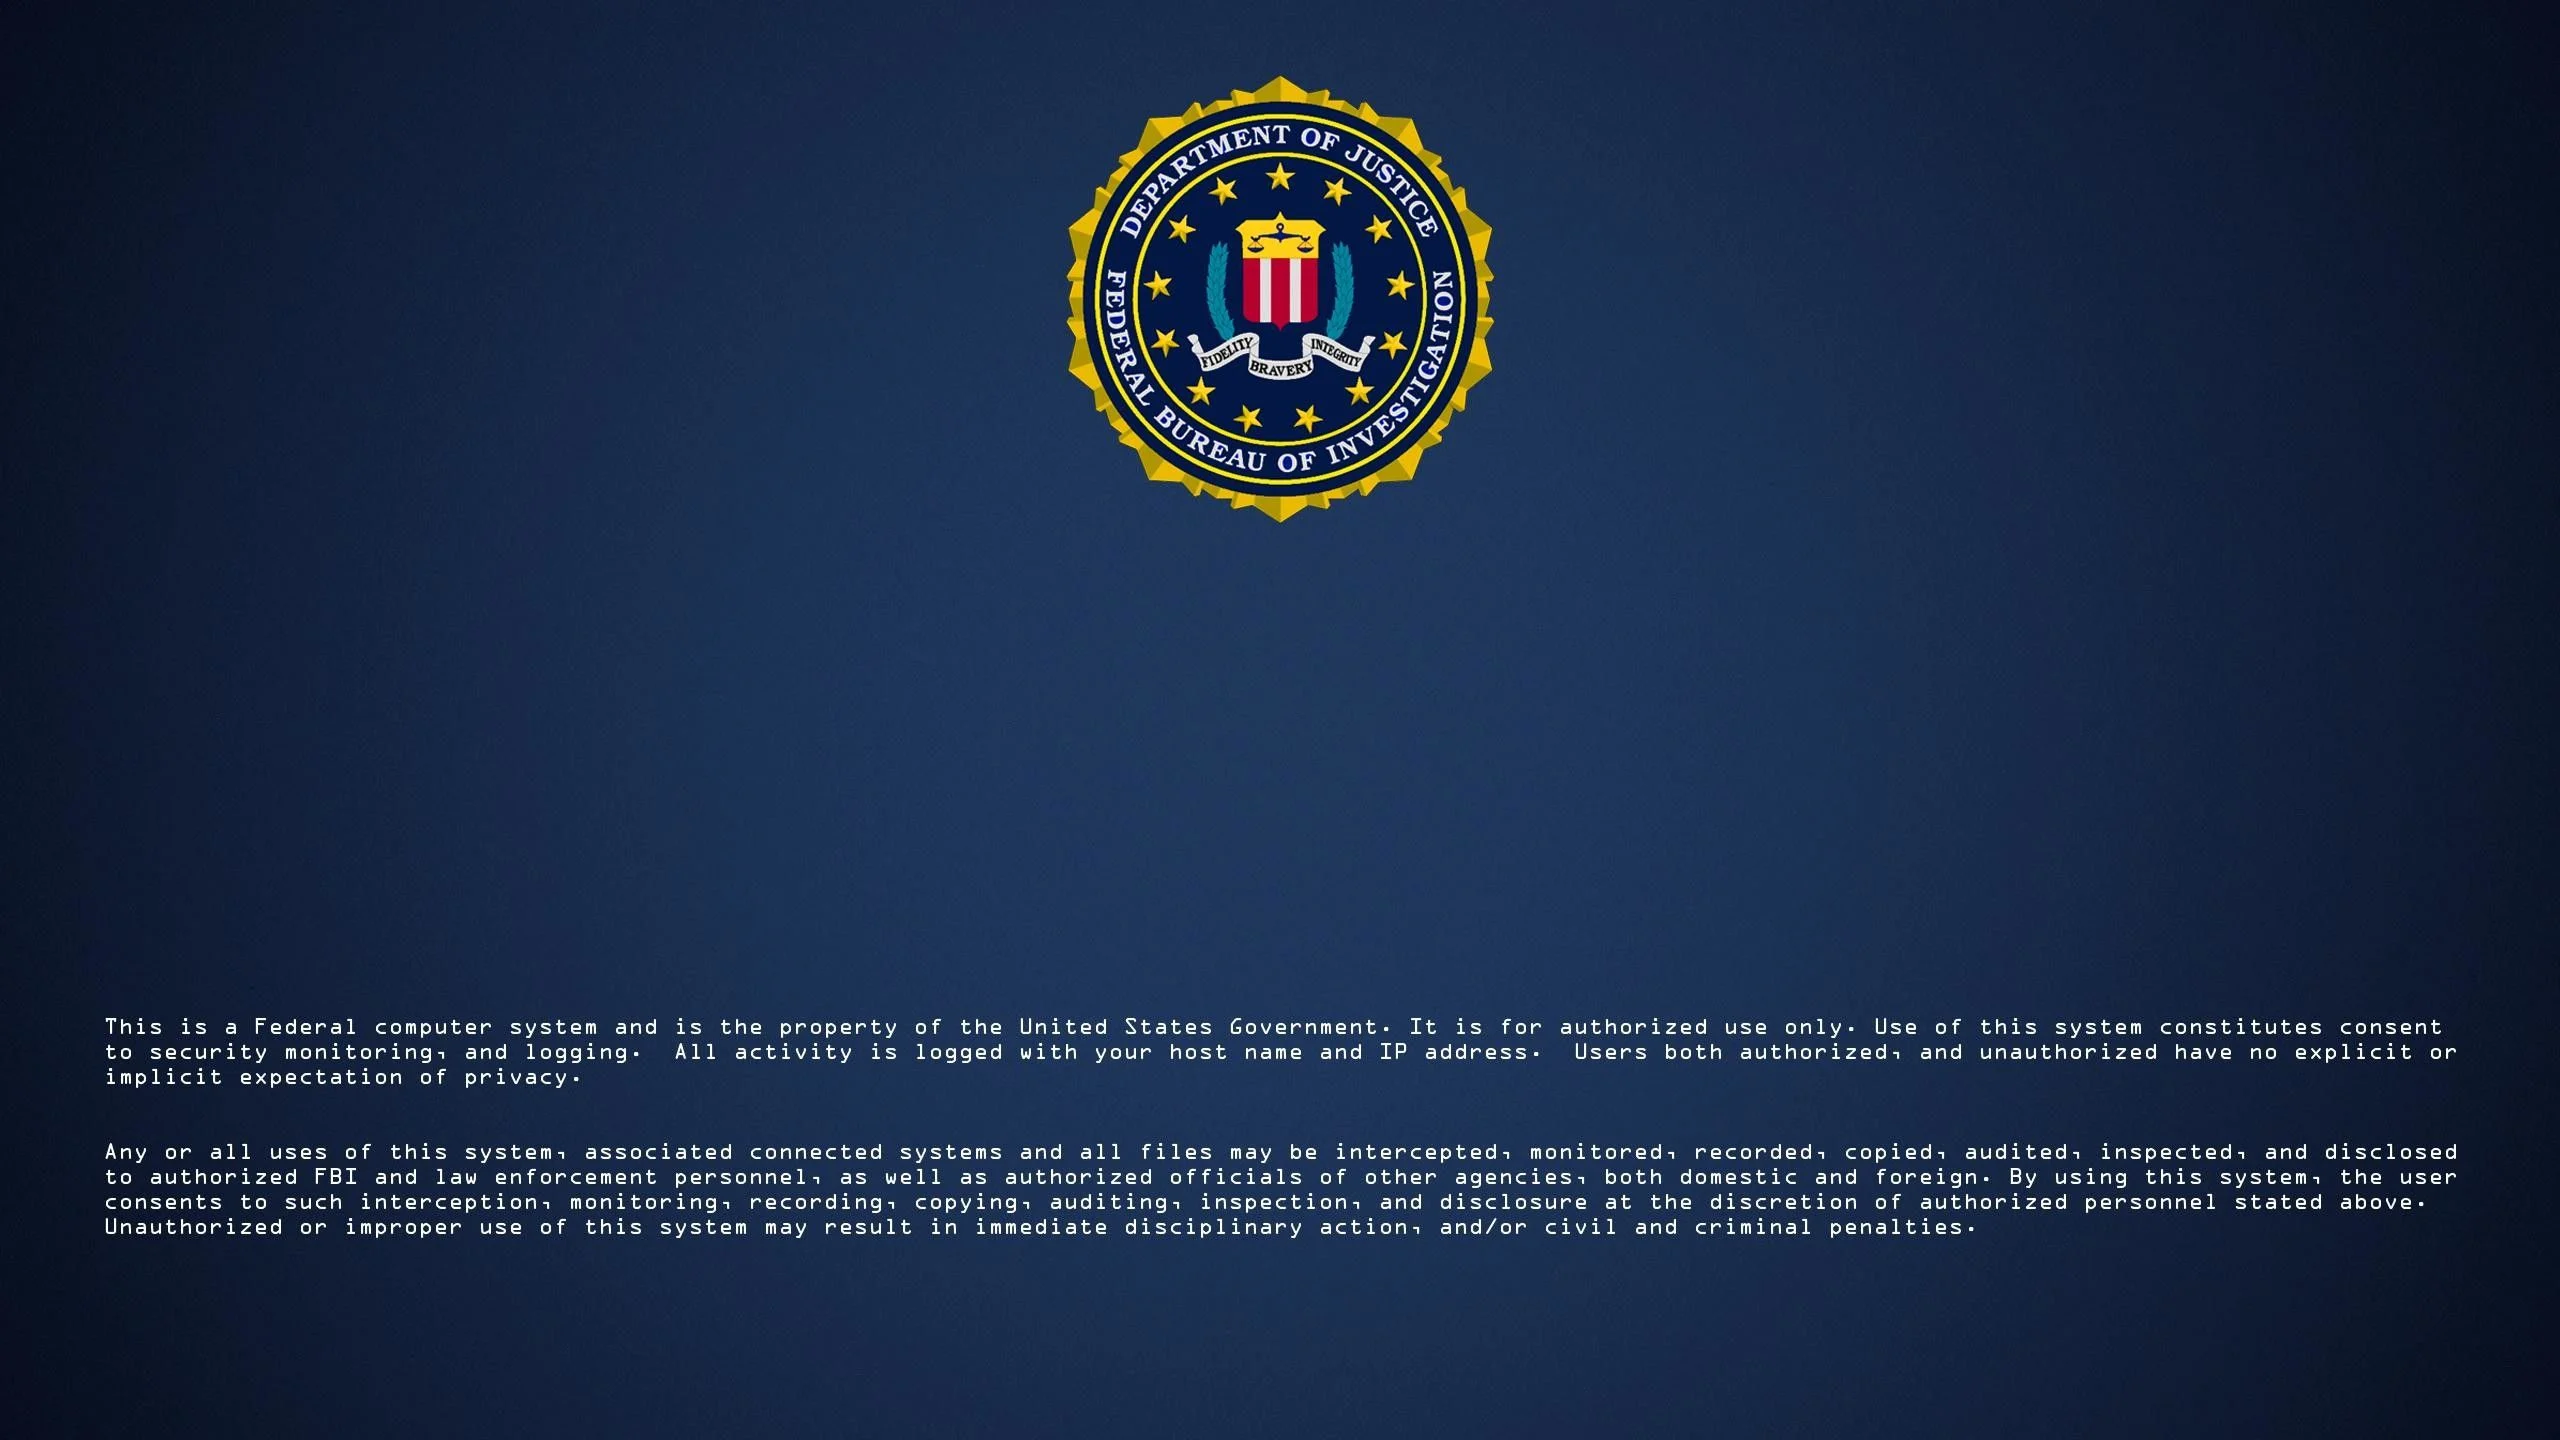 DEPARTMENT OF JUSTICE
FIDELITY BRAVERY INTEGRITY
FEDERAL BUREAU OF INVESTIGATION
This is a Federal computer system and is the property of the United States Government. It is for authorized use only. Use of this system constitutes consent
to security monitoring, and logging.  All activity is logged with your host name and IP address.  Users both authorized, and unauthorized have no explicit or
implicit expectation of privacy.
Any or all uses of this system, associated connected systems and all files may be intercepted, monitored, recorded, copied, audited, inspected, and disclosed
to authorized FBI and law enforcement personnel, as well as authorized officials of other agencies, both domestic and foreign. By using this system, the user
consents to such interception, monitoring, recording, copying, auditing, inspection, and disclosure at the discretion of authorized personnel stated above.
Unauthorized or improper use of this system may result in immediate disciplinary action, and/or civil and criminal penalties.